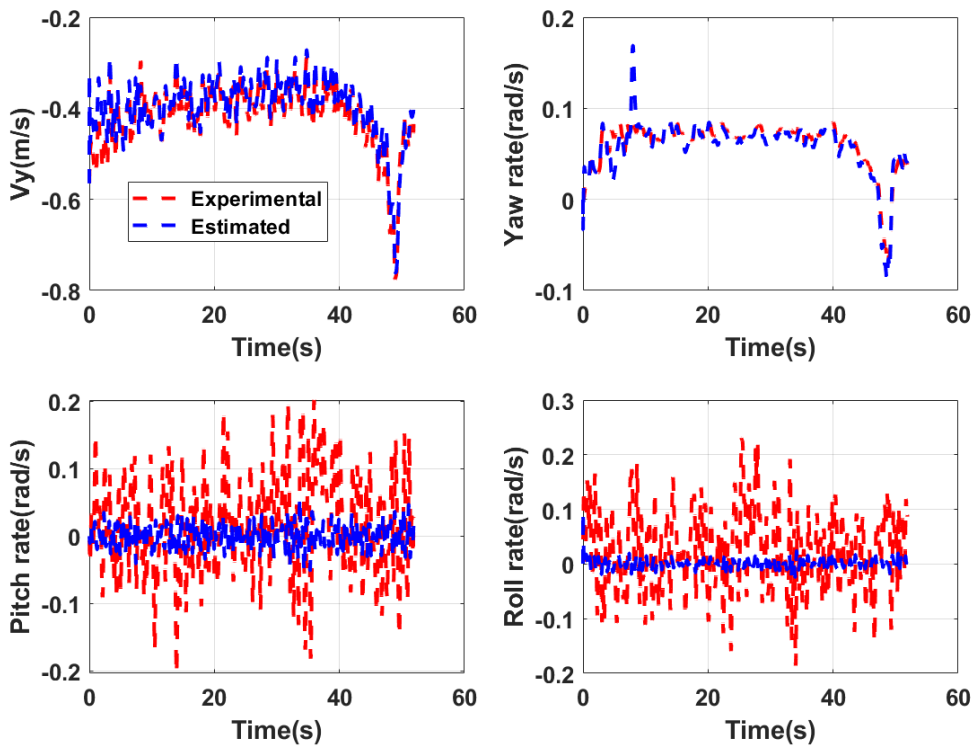 -0.2
-0.4
-0.6
-0.8
Vy(m/s)
Experimental
Estimated
0 20 40 60
Time(s)
0.2
0.1
0
-0.1
Yaw rate(rad/s)
0 20 40 60
Time(s)
0.2
0.1
0
-0.1
-0.2
Pitch rate(rad/s)
0 20 40 60
Time(s)
0.3
0.2
0.1
0
-0.1
-0.2
Roll rate(rad/s)
0 20 40 60
Time(s)